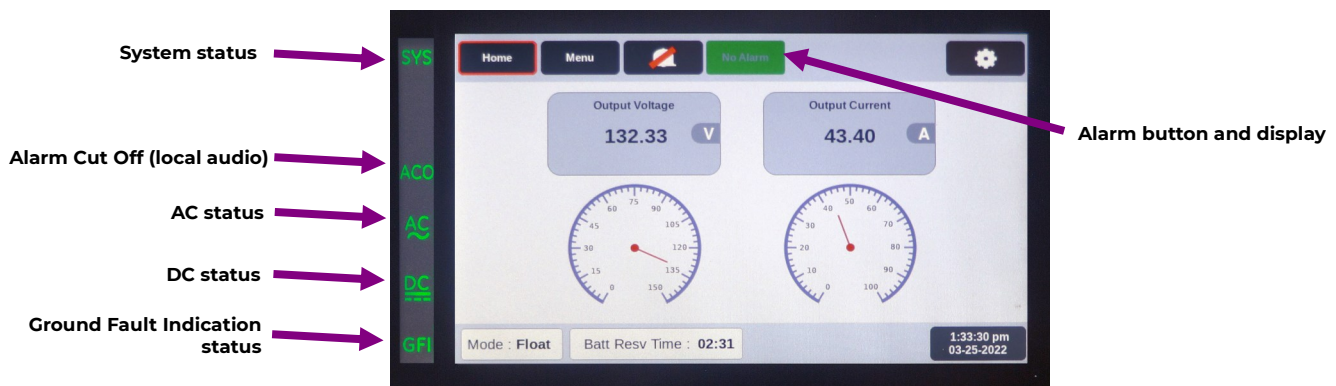 System status
Alarm Cut Off (local audio)
AC status
DC status
Ground Fault Indication
status
SYS
ACO
AC
DC
GFI
Home
Menu
No Alarm
Output Voltage
132.33
V
Output Current
43.40
A
0
15
30
45
60
75
90
105
120
135
150
0
10
20
30
40
50
60
70
80
90
100
Mode : Float
Batt Resv Time : 02:31
1:33:30 pm
03-25-2022
Alarm button and display